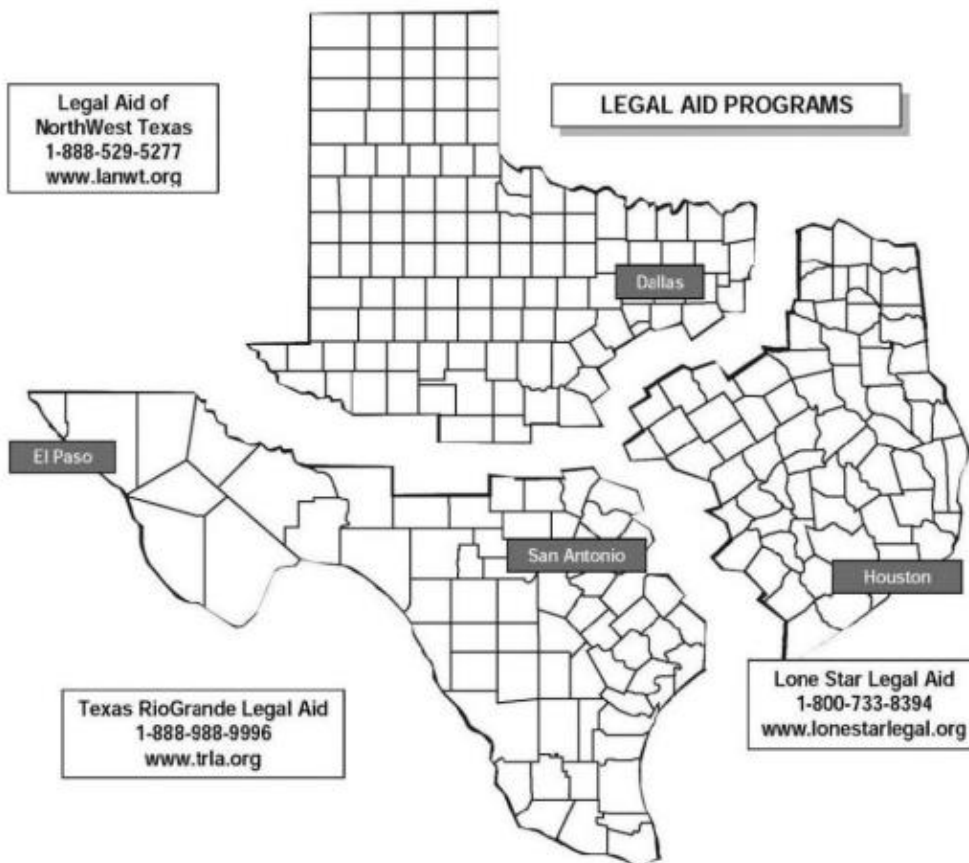 Legal Aid of
NorthWest Texas
1-888-529-5277
www.lanwt.org
LEGAL AID PROGRAMS
Dallas
El Paso
San Antonio
Houston
Texas RioGrande Legal Aid
1-888-988-9996
www.trla.org
Lone Star Legal Aid
1-800-733-8394
www.lonestarlegal.org